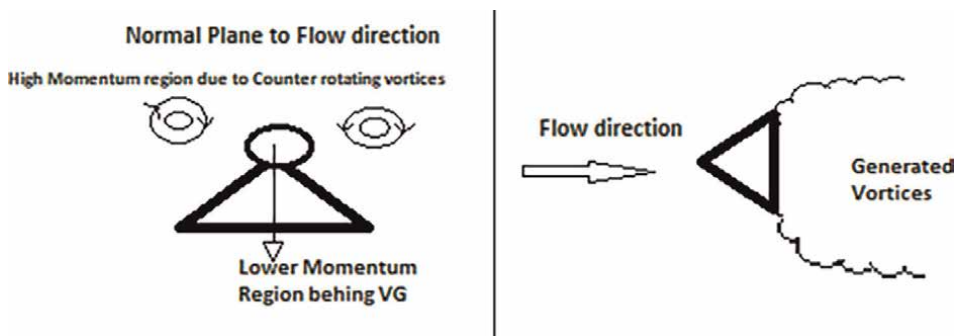 Normal Plane to Flow direction
High Momentum region due to Counter rotating vortices
Lower Momentum
Region behing VG
Flow direction
Generated
Vortices